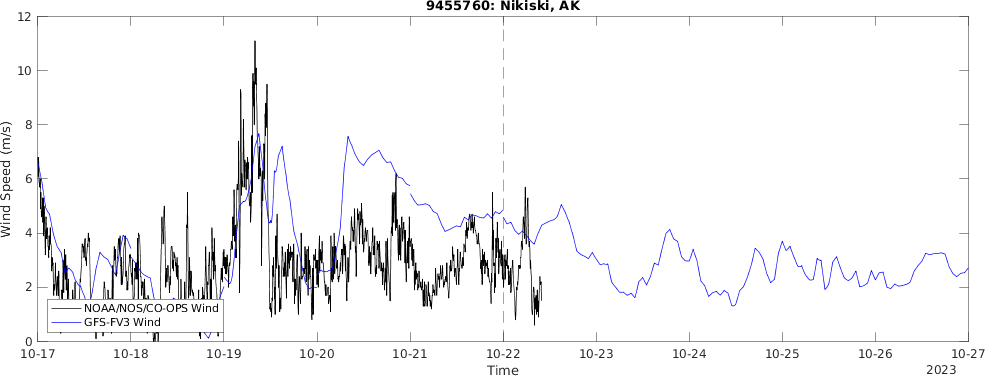 9455760: Nikiski, AK
Wind Speed (m/s)
12
10
8
6
4
2
0
NOAA/NOS/CO-OPS Wind
GFS-FV3 Wind
10-17 10-18 10-19 10-20 10-21 10-22 10-23 10-24 10-25 10-26 10-27
Time
2023